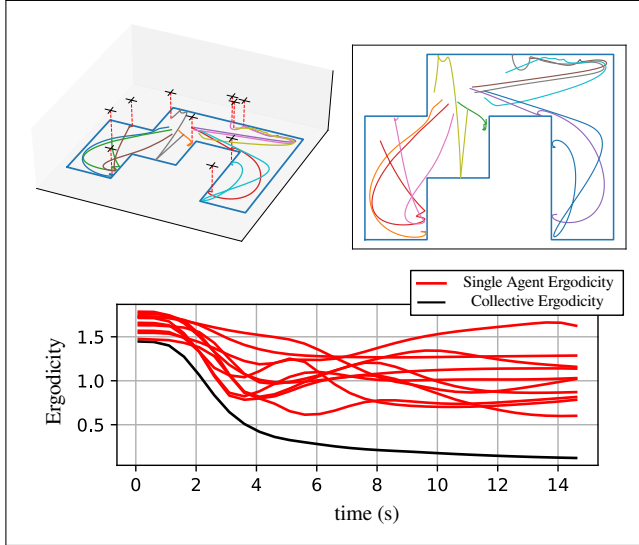 Single Agent Ergodicity
Collective Ergodicity
Ergodicity
1.5
1.0
0.5
0 2 4 6 8 10 12 14
time (s)